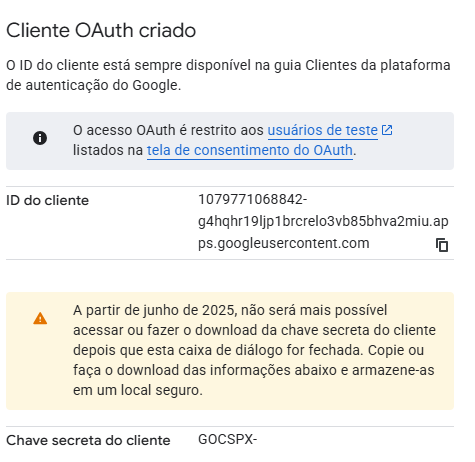 Cliente OAuth criado
O ID do cliente está sempre disponível na guia Clientes da plataforma
de autenticação do Google.
O acesso OAuth é restrito aos usuários de teste
listados na tela de consentimento do OAuth.
ID do cliente
1079771068842-
g4hqhr19ljp1brcrelo3vb85bhva2miu.ap
ps.googleusercontent.com
A partir de junho de 2025, não será mais possível
acessar ou fazer o download da chave secreta do cliente
depois que esta caixa de diálogo for fechada. Copie ou
faça o download das informações abaixo e armazene-as
em um local seguro.
Chave secreta do cliente
GOCSPX-